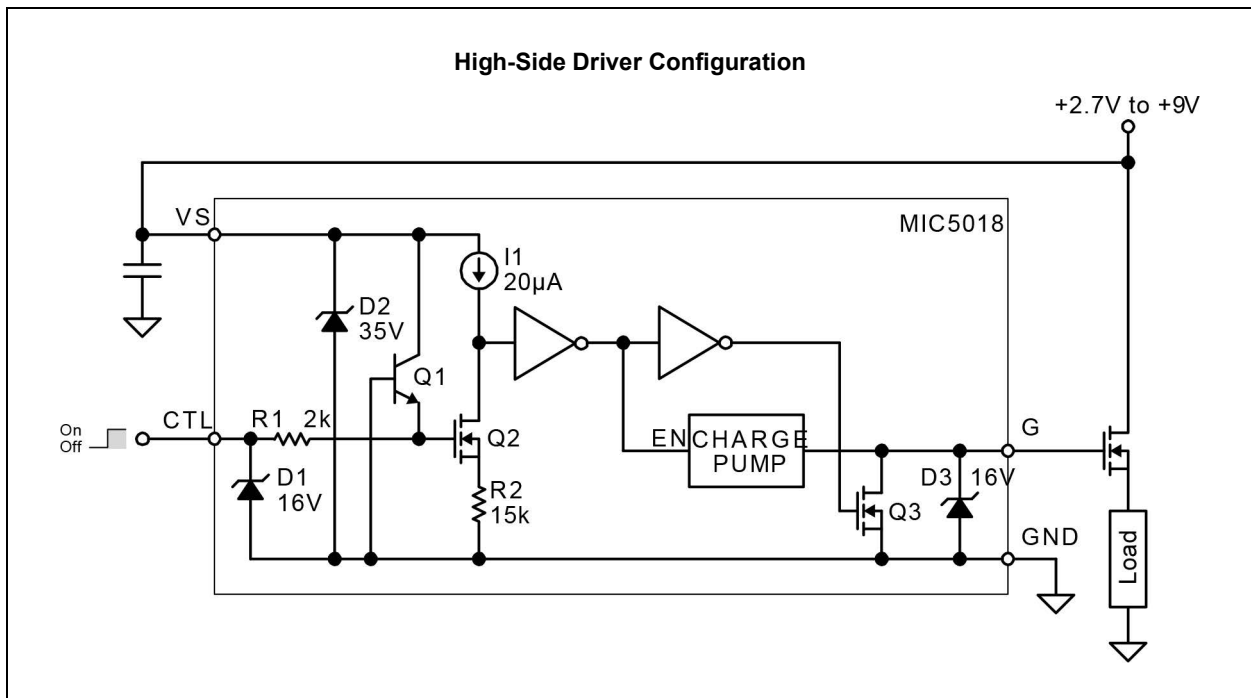 High-Side Driver Configuration
+2.7V to +9V
VS
MIC5018
I1
20µA
D2
35V
Q1
CTL
R1 2k
On
Off
Q2
EN
CHARGE
PUMP
G
D1
16V
R2
15k
D3 16V
Q3
GND
Load